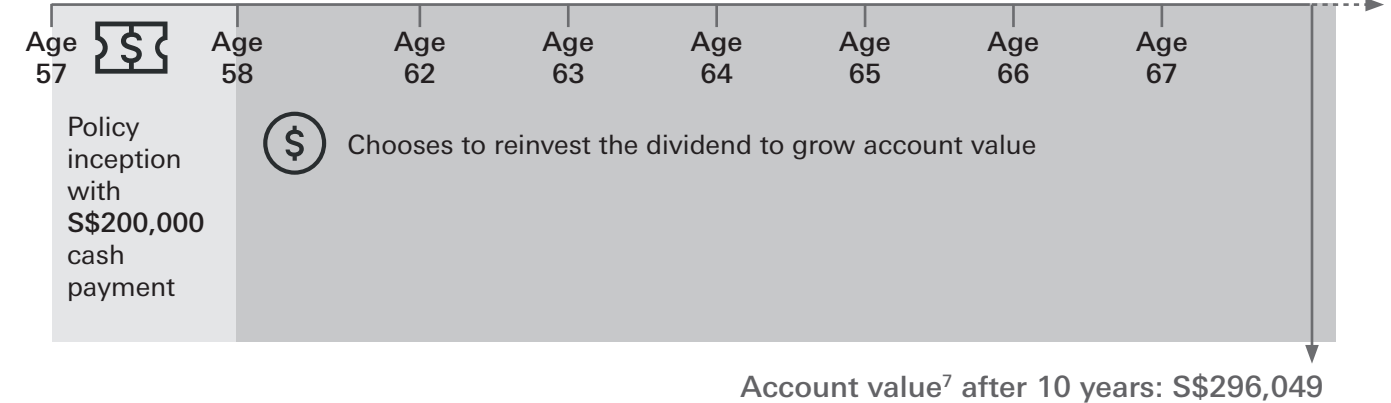 Age Age Age Age Age Age Age Age
57 $ 58 62 63 64 65 66 67
Policy
inception
with
S$200,000
cash
payment
$ Chooses to reinvest the dividend to grow account value
Account value⁷ after 10 years: S$296,049